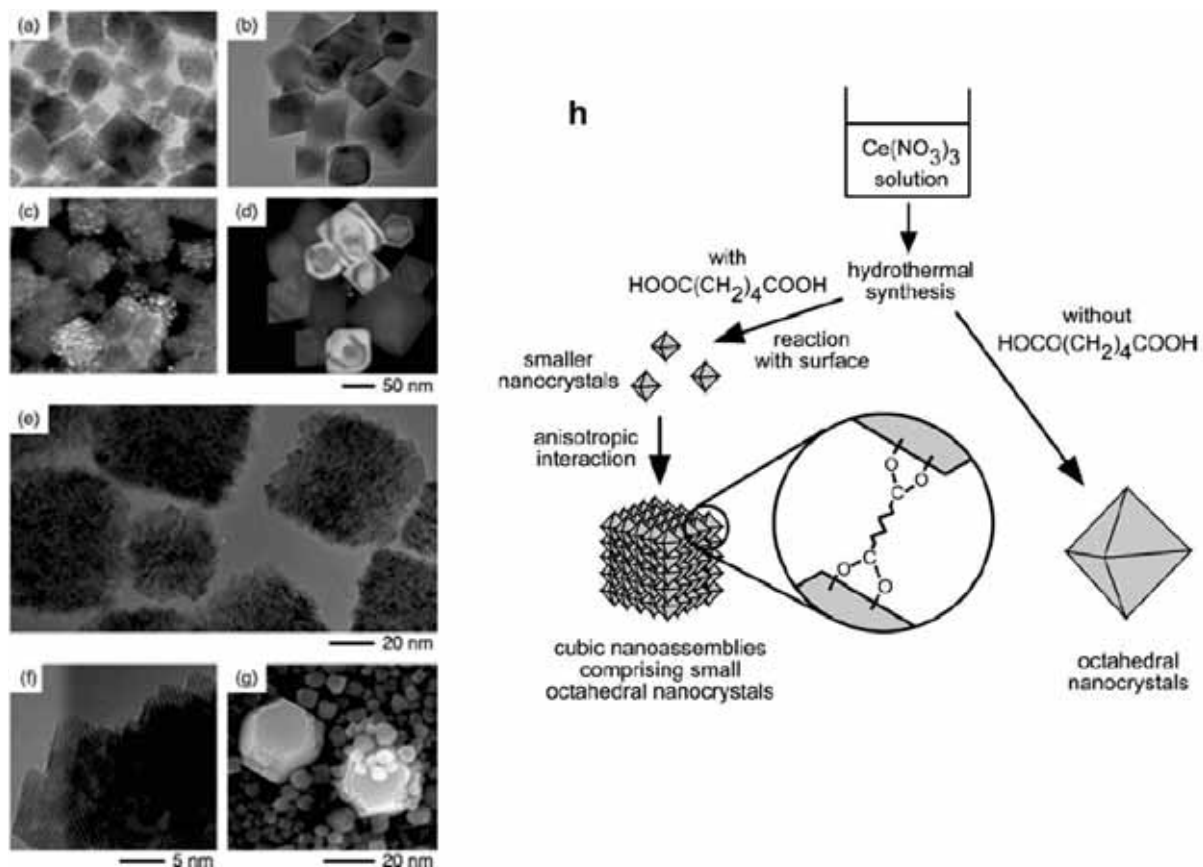 (a)
(b)
(c)
(d)
50 nm
(e)
20 nm
(f)
(g)
5 nm
20 nm
h
Ce(NO3)3
solution
hydrothermal
synthesis
with
HOOC(CH2)4COOH
reaction
with surface
without
HOCO(CH2)4COOH
smaller
nanocrystals
anisotropic
interaction
O
O
C
C
O
O
cubic nanoassemblies
comprising small
octahedral nanocrystals
octahedral
nanocrystals